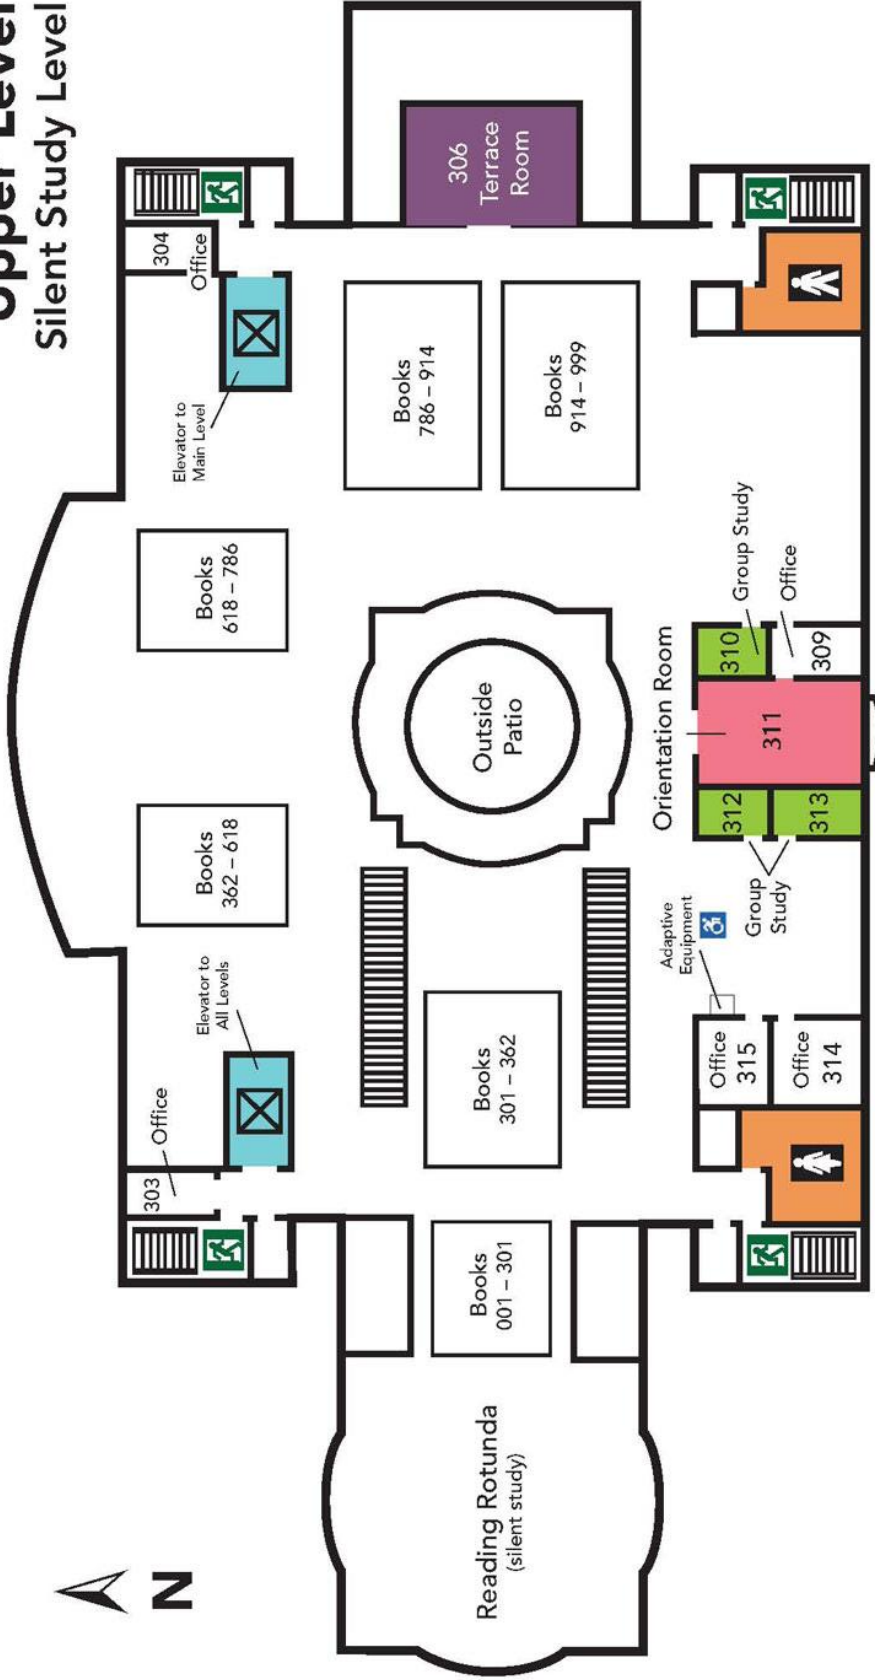 Upper Level
Silent Study Level
304
Office
306
Terrace
Room
Elevator to
Main Level
Books
786 – 914
Books
914 – 999
Books
618 – 786
Group Study
Office
310
309
Orientation Room
311
Outside
Patio
312
313
Group
Study
Books
362 – 618
Adaptive
Equipment
Elevator to
All Levels
Books
301 – 362
Office
315
Office
314
Office
303
Books
001 – 301
Reading Rotunda
(silent study)
N